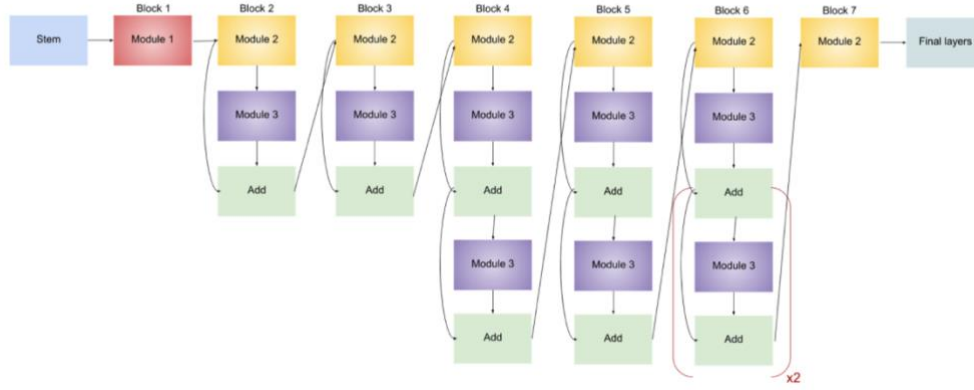 Block 1
Block 2
Block 3
Block 4
Block 5
Block 6
Block 7
Stem
Module 1
Module 2
Module 2
Module 2
Module 2
Module 2
Module 2
Final layers
Module 3
Module 3
Module 3
Module 3
Module 3
Add
Add
Add
Add
Add
Module 3
Module 3
Module 3
Add
Add
Add
x2